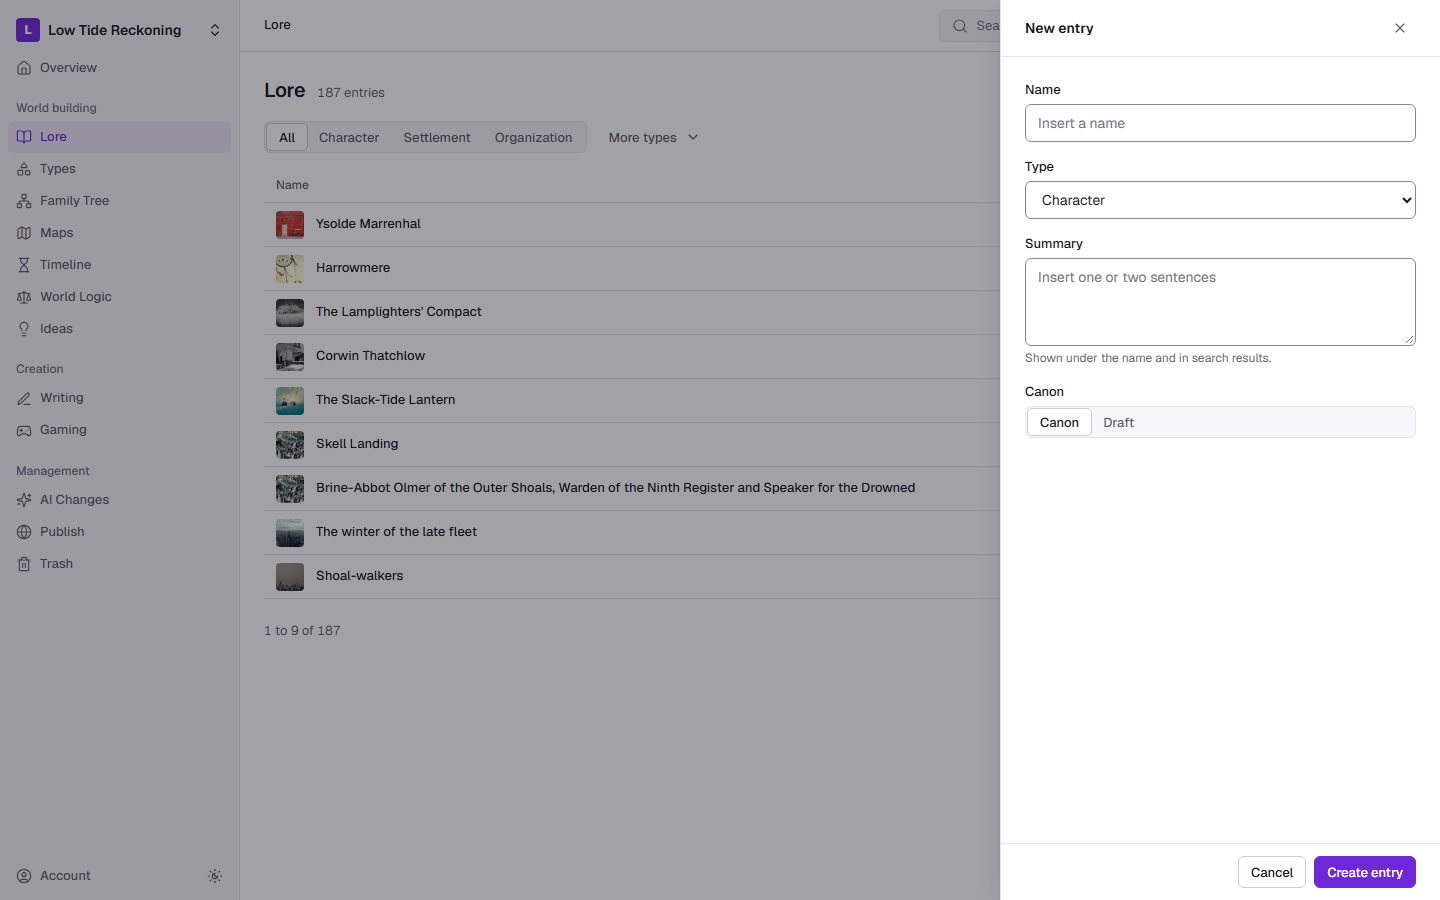 L Low Tide Reckoning
Overview
World building
Lore
Types
Family Tree
Maps
Timeline
World Logic
Ideas
Creation
Writing
Gaming
Management
AI Changes
Publish
Trash
Account
Lore
Lore 187 entries
All Character Settlement Organization More types
Name
Ysolde Marrenhal
Harrowmere
The Lamplighters' Compact
Corwin Thatchlow
The Slack-Tide Lantern
Skell Landing
Brine-Abbot Olmer of the Outer Shoals, Warden of the Ninth Register and Speaker for the Drowned
The winter of the late fleet
Shoal-walkers
1 to 9 of 187
New entry
Name
Insert a name
Type
Character
Summary
Insert one or two sentences
Shown under the name and in search results.
Canon
Canon Draft
Cancel Create entry